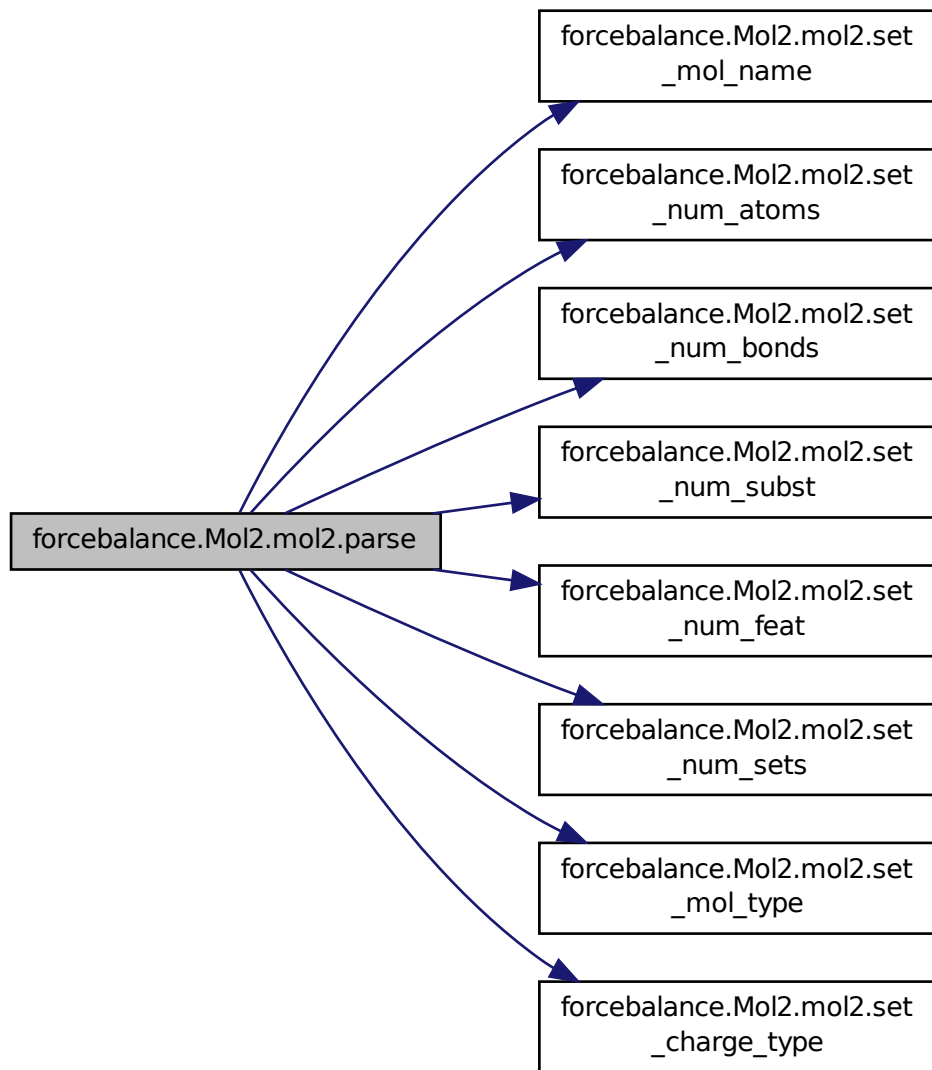 forcebalance.Mol2.mol2.set
_mol_name
forcebalance.Mol2.mol2.set
_num_atoms
forcebalance.Mol2.mol2.set
_num_bonds
forcebalance.Mol2.mol2.set
_num_subst
forcebalance.Mol2.mol2.parse
forcebalance.Mol2.mol2.set
_num_feat
forcebalance.Mol2.mol2.set
_num_sets
forcebalance.Mol2.mol2.set
_mol_type
forcebalance.Mol2.mol2.set
_charge_type